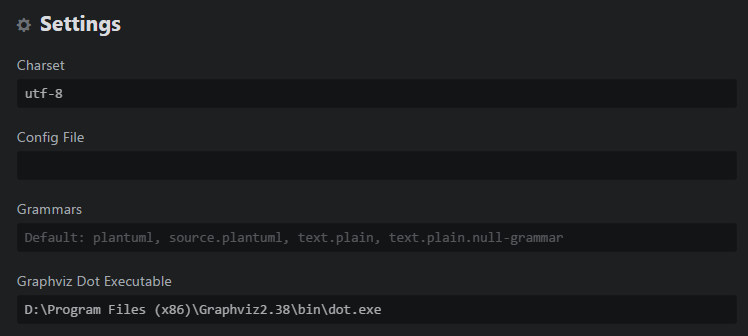 Settings
Charset
utf-8
Config File
Grammars
Default: plantuml, source.plantuml, text.plain, text.plain.null-grammar
Graphviz Dot Executable
D:\Program Files (x86)\Graphviz2.38\bin\dot.exe